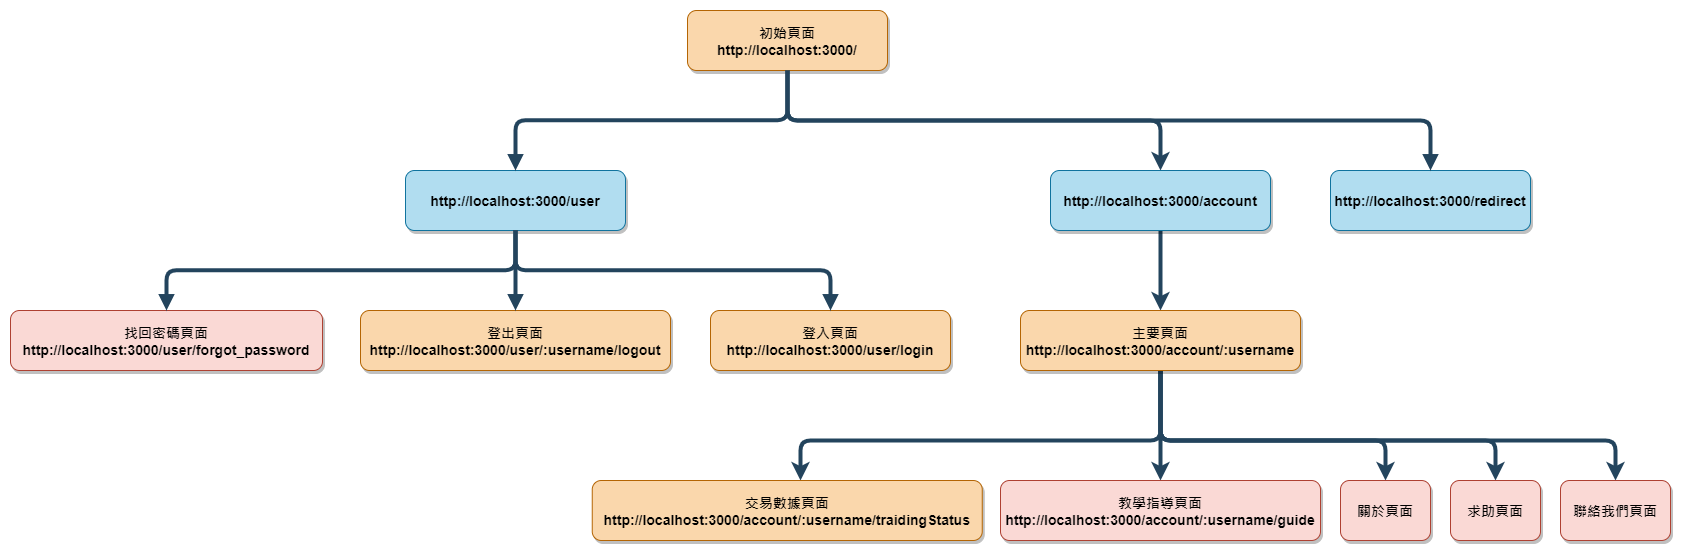 初始頁面
http://localhost:3000/
http://localhost:3000/user
http://localhost:3000/account
http://localhost:3000/redirect
找回密碼頁面
http://localhost:3000/user/forgot_password
登出頁面
http://localhost:3000/user/:username/logout
登入頁面
http://localhost:3000/user/login
主要頁面
http://localhost:3000/account/:username
交易數據頁面
http://localhost:3000/account/:username/traidingStatus
教學指導頁面
http://localhost:3000/account/:username/guide
關於頁面
求助頁面
聯絡我們頁面